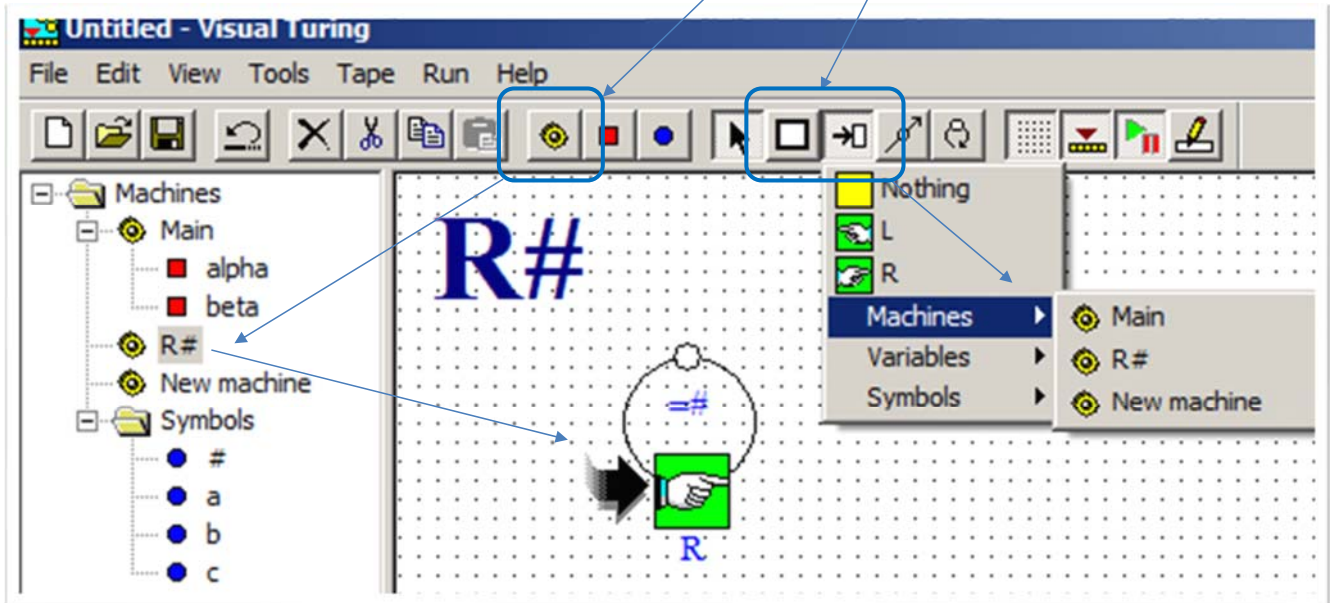 Untitled - Visual Turing
File Edit View Tools Tape Run Help
Machines
Main
alpha
beta
R#
New machine
Symbols
#
a
b
c
R#
=#
R
Nothing
L
R
Machines
Variables
Symbols
Main
R#
New machine